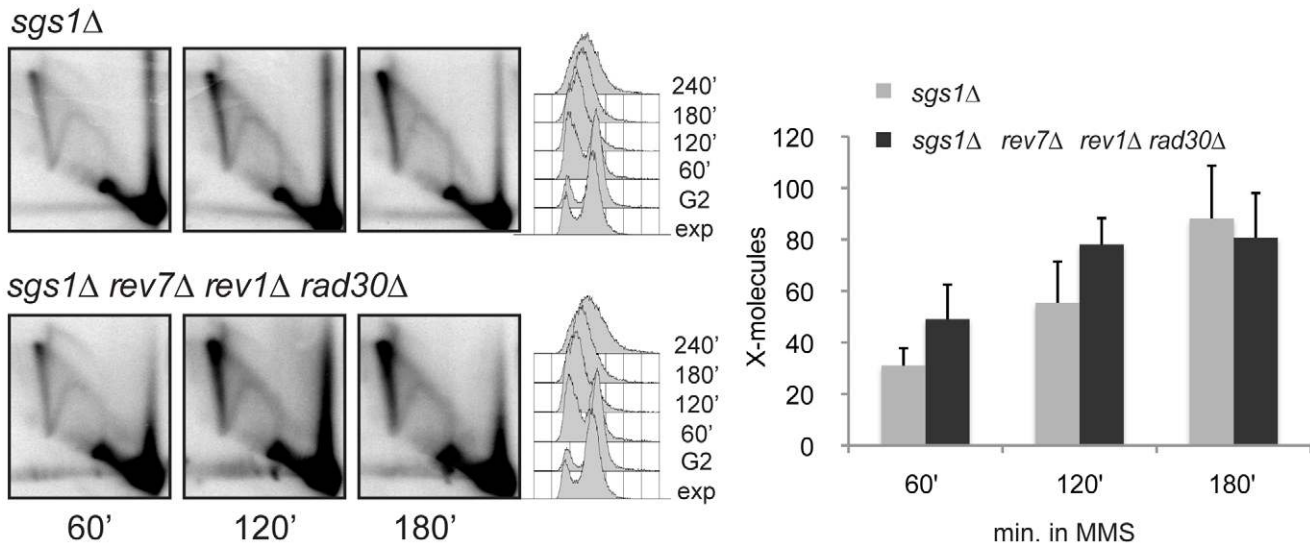 sgs1Δ
240'
180'
120'
60'
G2
exp
sgs1Δ rev7Δ rev1Δ rad30Δ
240'
180'
120'
60'
G2
exp
60' 120' 180'
sgs1Δ
sgs1Δ rev7Δ rev1Δ rad30Δ
X-molecules
120
100
80
60
40
20
0
60' 120' 180'
min. in MMS